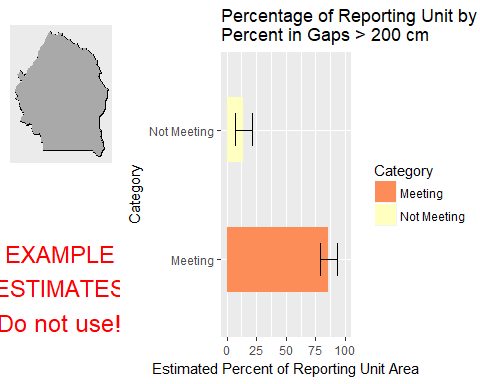 Percentage of Reporting Unit by
Percent in Gaps > 200 cm
Not Meeting
Meeting
Category
0 25 50 75 100
Estimated Percent of Reporting Unit Area
Category
Meeting
Not Meeting
EXAMPLE
ESTIMATES
Do not use!